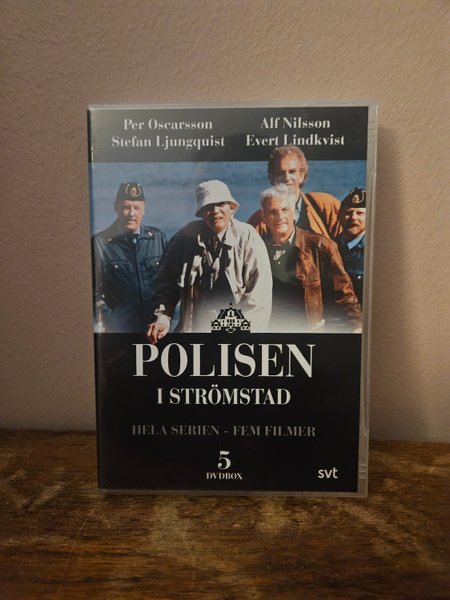 Per Oscarsson Alf Nilsson
Stefan Ljungquist Evert Lindkvist
POLISEN
I STRÖMSTAD
HELA SERIEN - FEM FILMER
5
DVDBOX
svt